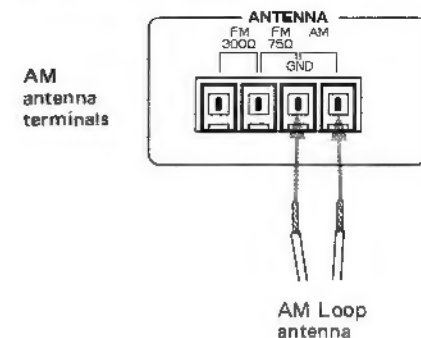 ANTENNA
FM FM AM
300Ω 75Ω
GND
AM
antenna
terminals
AM Loop
antenna